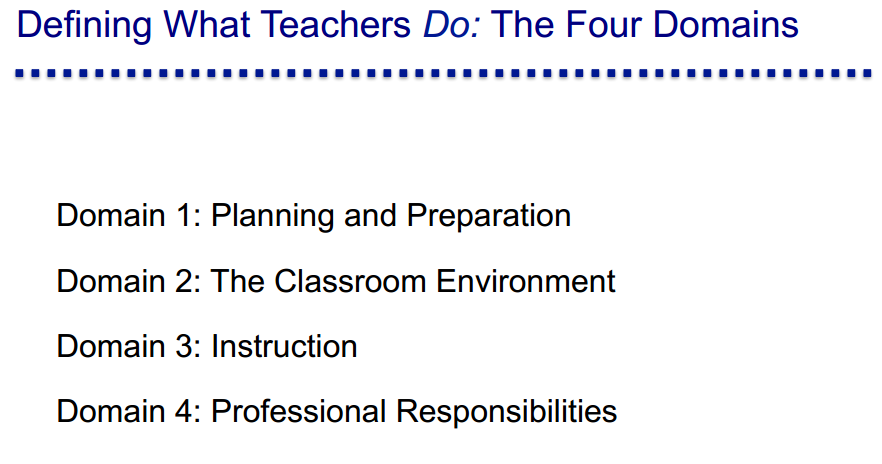 Defining What Teachers Do: The Four Domains
Domain 1: Planning and Preparation
Domain 2: The Classroom Environment
Domain 3: Instruction
Domain 4: Professional Responsibilities